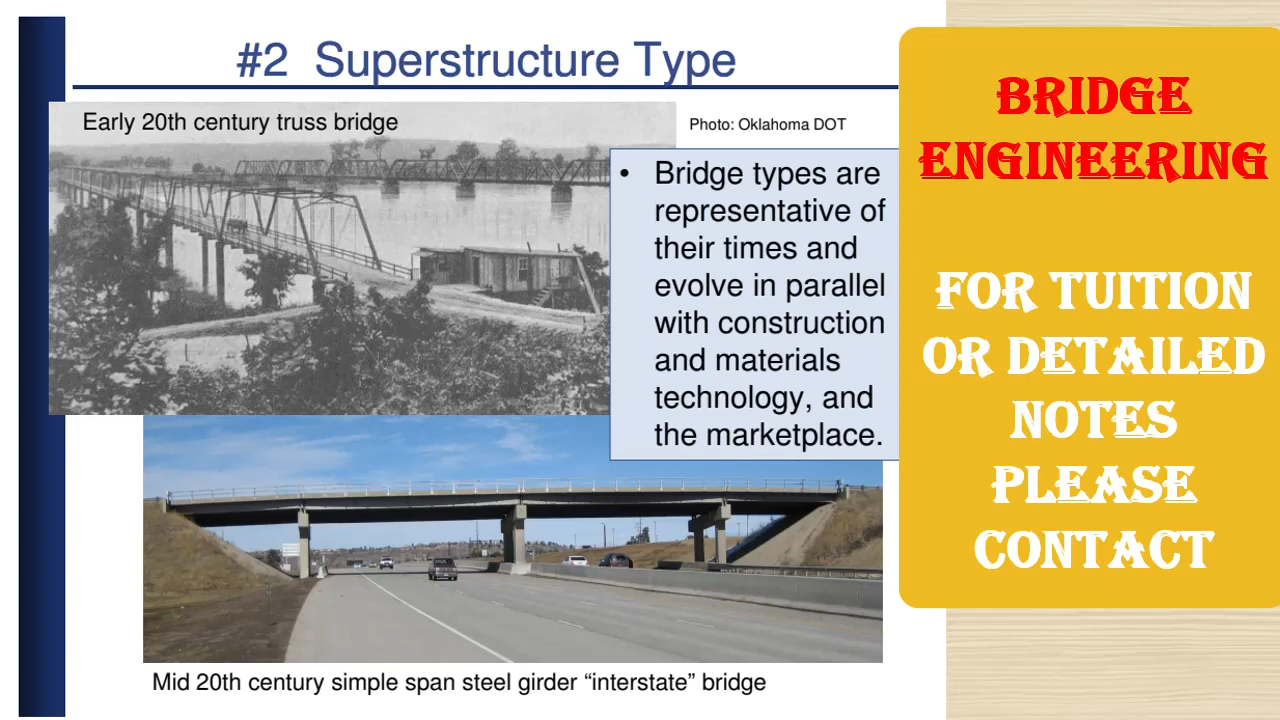 #2 Superstructure Type
Early 20th century truss bridge
Photo: Oklahoma DOT
• Bridge types are
representative of
their times and
evolve in parallel
with construction
and materials
technology, and
the marketplace.
Mid 20th century simple span steel girder “interstate” bridge
BRIDGE
ENGINEERING
FOR TUITION
OR DETAILED
NOTES
PLEASE
CONTACT